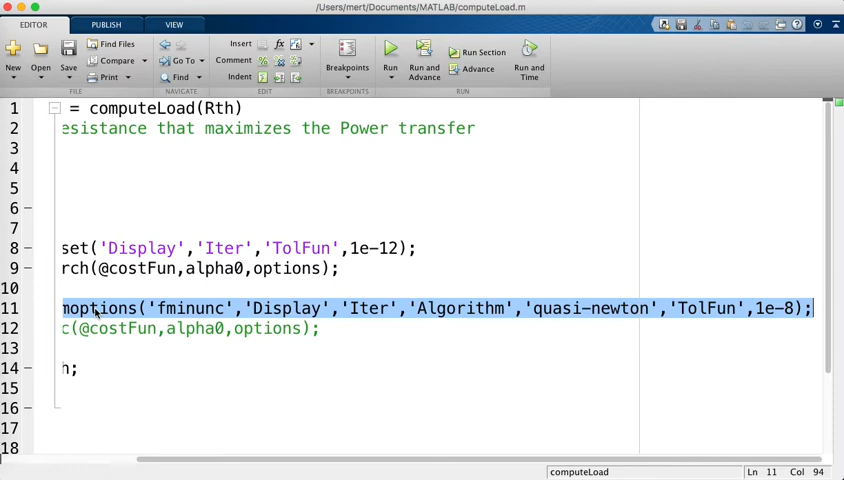 /Users/mert/Documents/MATLAB/computeLoad.m
EDITOR PUBLISH VIEW
New Open Save Find Files Compare Print
Go To Find
Insert Comment Indent
Breakpoints
Run Run and Advance Run Section Advance Run and Time
FILE NAVIGATE EDIT BREAKPOINTS RUN
1 = computeLoad(Rth)
2 esistance that maximizes the Power transfer
3
4
5
6
7
8 set('Display','Iter','TolFun',1e-12);
9 rch(@costFun,alpha0,options);
10
11 moptions('fminunc','Display','Iter','Algorithm','quasi-newton','TolFun',1e-8);
12 c(@costFun,alpha0,options);
13
14 h;
15
16
17
18
computeLoad Ln 11 Col 94